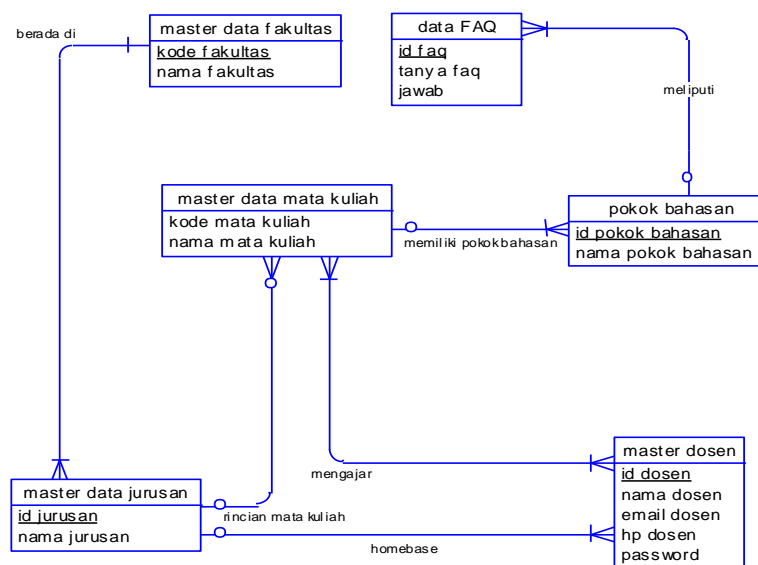 master data fakultas
kode fakultas
nama fakultas
berada di
data FAQ
id faq
tanya faq
jawab
meliputi
master data mata kuliah
kode mata kuliah
nama mata kuliah
memiliki pokok bahasan
pokok bahasan
id pokok bahasan
nama pokok bahasan
mengajar
master dosen
id dosen
nama dosen
email dosen
hp dosen
password
master data jurusan
id jurusan
nama jurusan
rincian mata kuliah
homebase